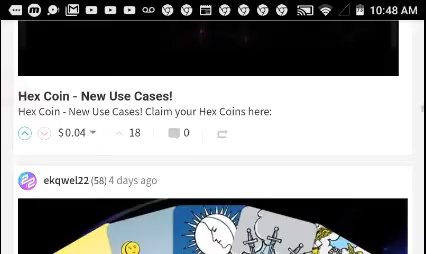 10:48 AM
Hex Coin - New Use Cases!
Hex Coin - New Use Cases! Claim your Hex Coins here:
$0.04 18 0
ekqwel22 (58) 4 days ago